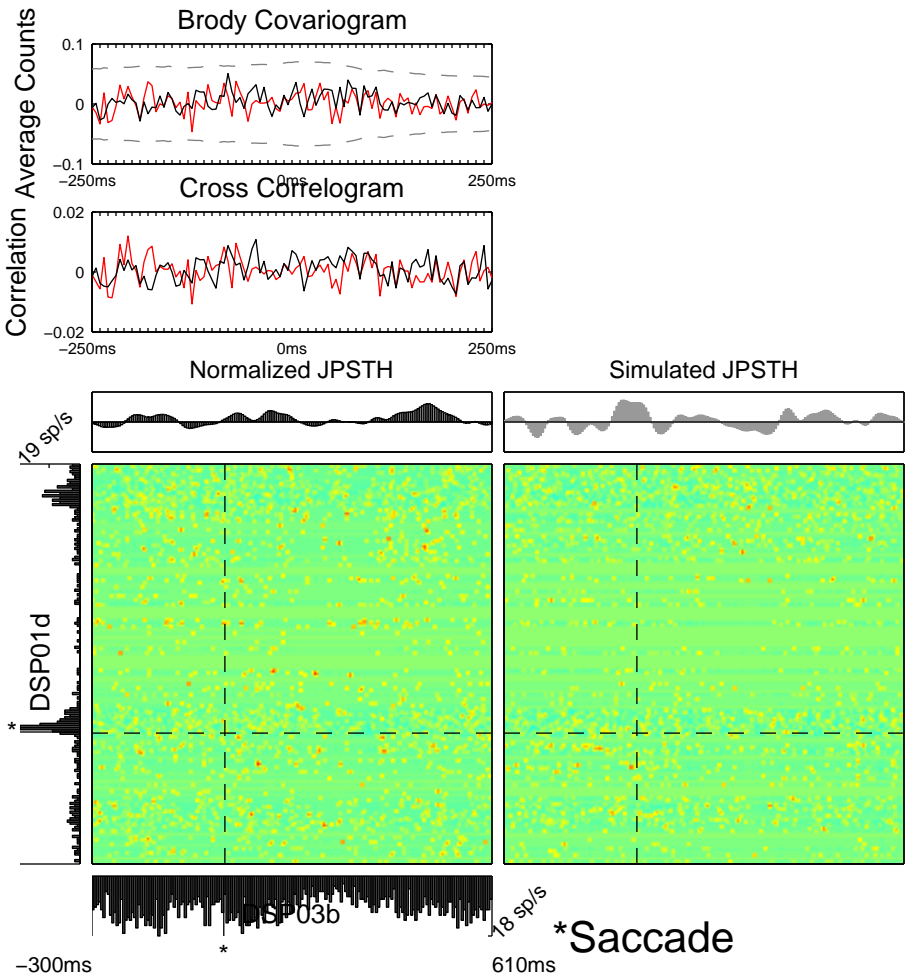 Brody Covariogram
Average Counts
0.1
0
−0.1
−250ms
0ms
250ms
Cross Correlogram
Correlation
0.02
0
−0.02
−250ms
0ms
250ms
Normalized JPSTH
Simulated JPSTH
19 sp/s
DSP01d
*
DSP03b
18 sp/s
*
*Saccade
−300ms
610ms